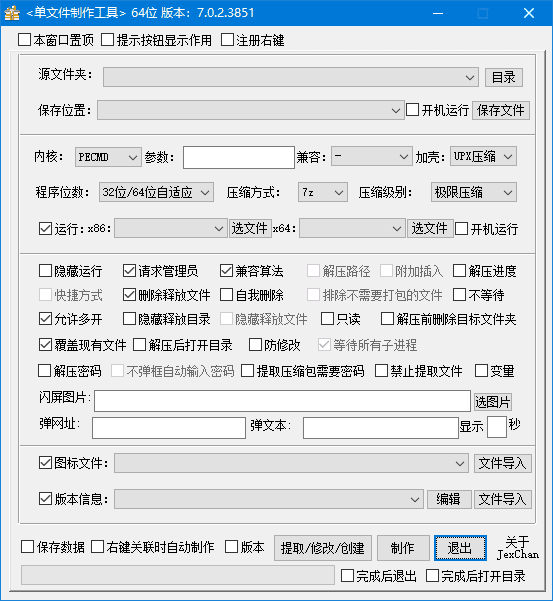 <单文件制作工具> 64位 版本：7.0.2.3851
本窗口置顶 提示按钮显示作用 注册右键
源文件夹： 目录
保存位置： 开机运行 保存文件
内核： PECMD 参数： 兼容： - 加壳： UPX压缩
程序位数： 32位/64位自适应 压缩方式： 7z 压缩级别： 极限压缩
运行：x86： 选文件 x64： 选文件 开机运行
隐藏运行 请求管理员 兼容算法 解压路径 附加插入 解压进度
快捷方式 删除释放文件 自我删除 排除不需要打包的文件 不等待
允许多开 隐藏释放目录 隐藏释放文件 只读 解压前删除目标文件夹
覆盖现有文件 解压后打开目录 防修改 等待所有子进程
解压密码 不弹框自动输入密码 提取压缩包需要密码 禁止提取文件 变量
闪屏图片： 选图片
弹网址： 弹文本： 显示 秒
图标文件： 文件导入
版本信息： 编辑 文件导入
保存数据 右键关联时自动制作 版本 提取/修改/创建 制作 退出 关于
JexChan
完成后退出 完成后打开目录